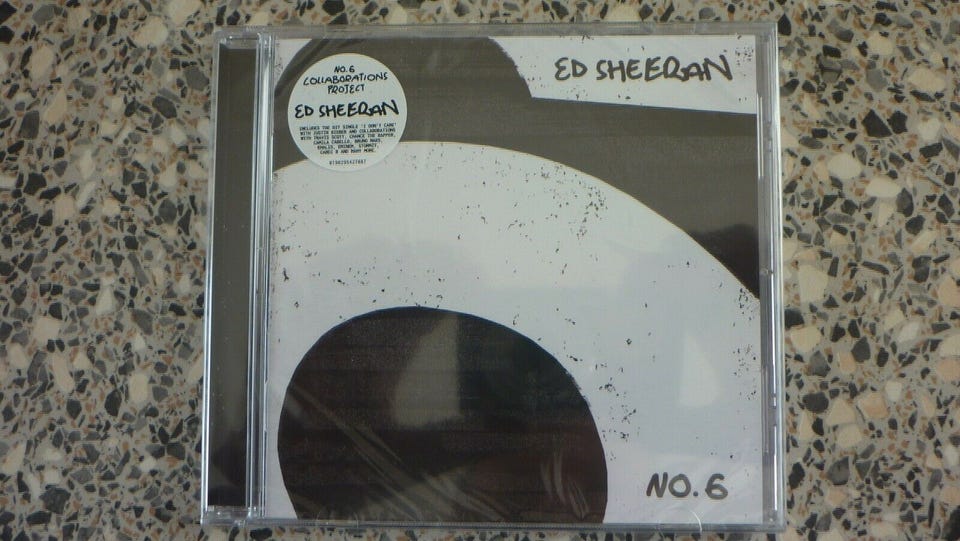 NO.6
COLLABORATIONS
PROJECT
ED SHEERAN
INCLUDES THE HIT SINGLE 'I DON'T CARE'
WITH JUSTIN BIEBER AND COLLABORATIONS
WITH TRAVIS SCOTT, CHANCE THE RAPPER,
CAMILA CABELLO, BRUNO MARS,
KHALID, EMINEM, STORMZY,
CARDI B AND MANY MORE.
0190295427887
ED SHEERAN
NO.6